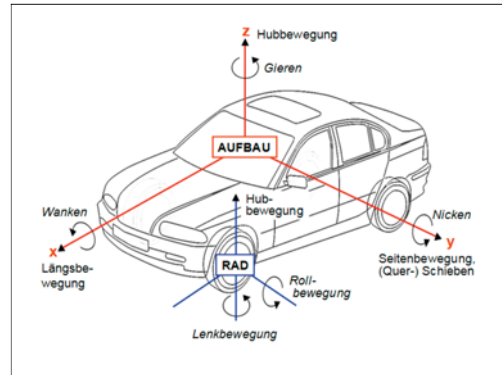 z Hubbewegung
Gieren
AUFBAU
Hub-
bewegung
Wanken
x
Längsbe-
wegung
Nicken
y
Seitenbewegung,
(Quer-) Schieben
RAD
Roll-
bewegung
Lenkbewegung